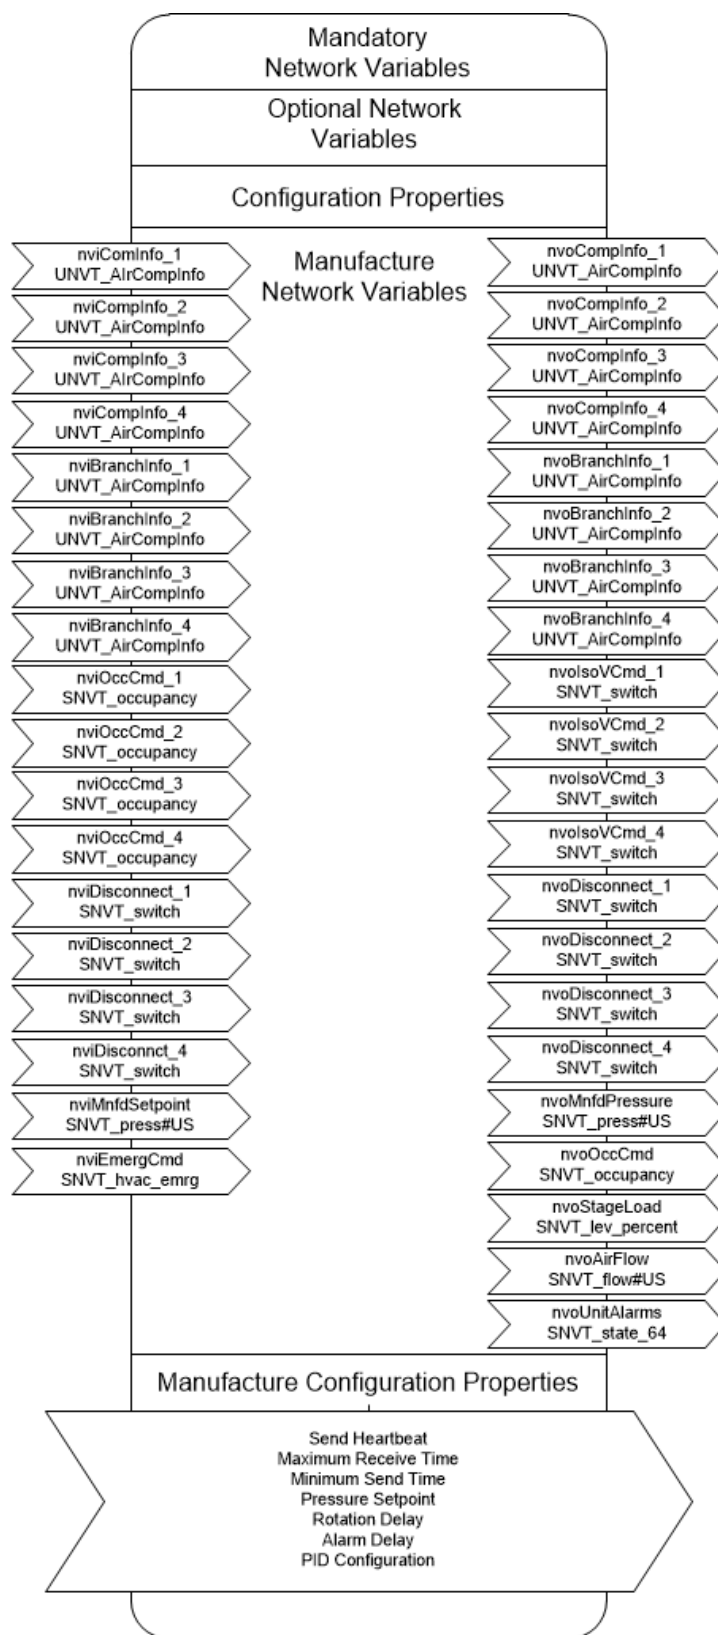 Mandatory
Network Variables
Optional Network
Variables
Configuration Properties
Manufacture
Network Variables
nviComInfo_1
UNVT_AIrCompInfo
nviCompInfo_2
UNVT_AirCompInfo
nviCompInfo_3
UNVT_AIrCompInfo
nviCompInfo_4
UNVT_AirCompInfo
nviBranchInfo_1
UNVT_AirCompInfo
nviBranchInfo_2
UNVT_AirCompInfo
nviBranchInfo_3
UNVT_AirCompInfo
nviBranchInfo_4
UNVT_AirCompInfo
nviOccCmd_1
SNVT_occupancy
nviOccCmd_2
SNVT_occupancy
nviOccCmd_3
SNVT_occupancy
nviOccCmd_4
SNVT_occupancy
nviDisconnect_1
SNVT_switch
nviDisconnect_2
SNVT_switch
nviDisconnect_3
SNVT_switch
nviDisconnct_4
SNVT_switch
nviMnfdSetpoint
SNVT_press#US
nviEmergCmd
SNVT_hvac_emrg
nvoCompInfo_1
UNVT_AirCompInfo
nvoCompInfo_2
UNVT_AirCompInfo
nvoCompInfo_3
UNVT_AirCompInfo
nvoCompInfo_4
UNVT_AirCompInfo
nvoBranchInfo_1
UNVT_AirCompInfo
nvoBranchInfo_2
UNVT_AirCompInfo
nvoBranchInfo_3
UNVT_AirCompInfo
nvoBranchInfo_4
UNVT_AirCompInfo
nvoIsoVCmd_1
SNVT_switch
nvoIsoVCmd_2
SNVT_switch
nvoIsoVCmd_3
SNVT_switch
nvoIsoVCmd_4
SNVT_switch
nvoDisconnect_1
SNVT_switch
nvoDisconnect_2
SNVT_switch
nvoDisconnect_3
SNVT_switch
nvoDisconnect_4
SNVT_switch
nvoMnfdPressure
SNVT_press#US
nvoOccCmd
SNVT_occupancy
nvoStageLoad
SNVT_lev_percent
nvoAirFlow
SNVT_flow#US
nvoUnitAlarms
SNVT_state_64
Manufacture Configuration Properties
Send Heartbeat
Maximum Receive Time
Minimum Send Time
Pressure Setpoint
Rotation Delay
Alarm Delay
PID Configuration